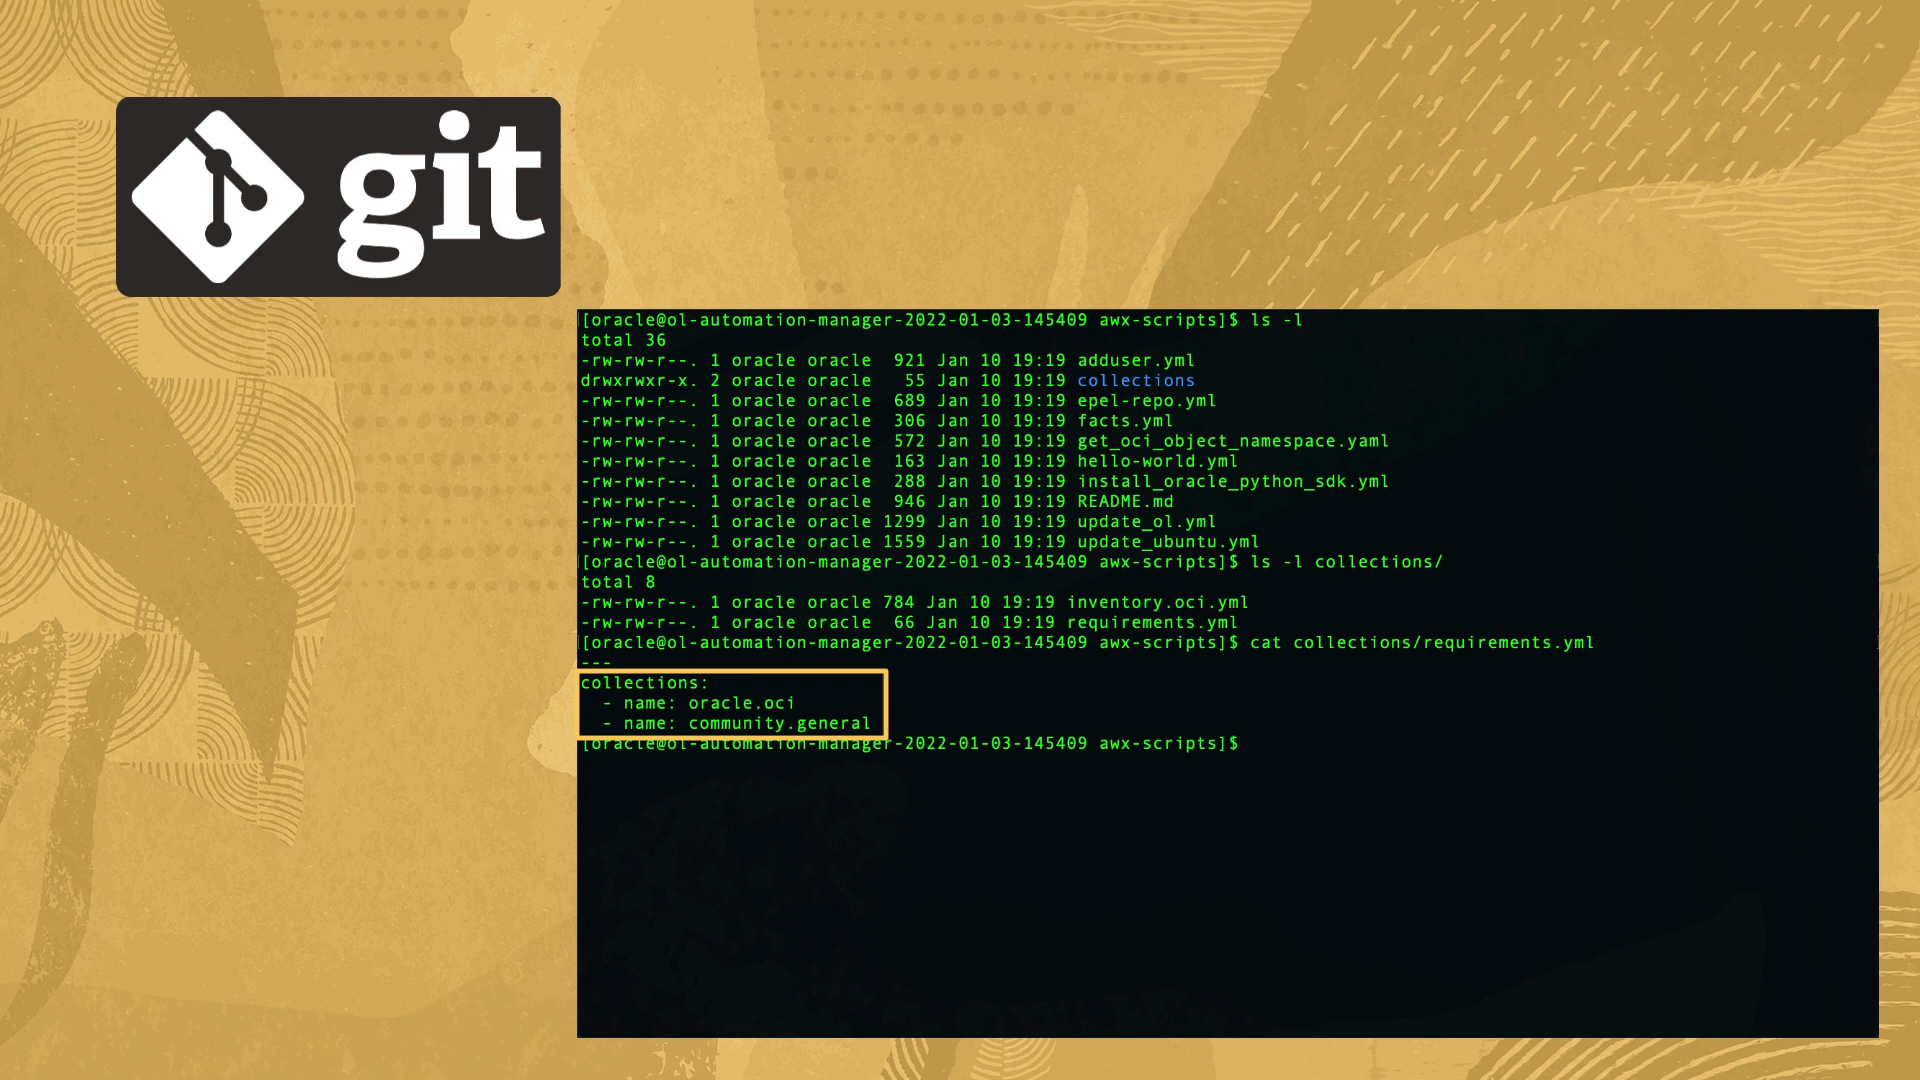 git
[oracle@ol-automation-manager-2022-01-03-145409 awx-scripts]$ ls -l
total 36
-rw-rw-r--. 1 oracle oracle  921 Jan 10 19:19 adduser.yml
drwxrwxr-x. 2 oracle oracle   55 Jan 10 19:19 collections
-rw-rw-r--. 1 oracle oracle  689 Jan 10 19:19 epel-repo.yml
-rw-rw-r--. 1 oracle oracle  306 Jan 10 19:19 facts.yml
-rw-rw-r--. 1 oracle oracle  572 Jan 10 19:19 get_oci_object_namespace.yaml
-rw-rw-r--. 1 oracle oracle  163 Jan 10 19:19 hello-world.yml
-rw-rw-r--. 1 oracle oracle  288 Jan 10 19:19 install_oracle_python_sdk.yml
-rw-rw-r--. 1 oracle oracle  946 Jan 10 19:19 README.md
-rw-rw-r--. 1 oracle oracle 1299 Jan 10 19:19 update_ol.yml
-rw-rw-r--. 1 oracle oracle 1559 Jan 10 19:19 update_ubuntu.yml
[oracle@ol-automation-manager-2022-01-03-145409 awx-scripts]$ ls -l collections/
total 8
-rw-rw-r--. 1 oracle oracle 784 Jan 10 19:19 inventory.oci.yml
-rw-rw-r--. 1 oracle oracle  66 Jan 10 19:19 requirements.yml
[oracle@ol-automation-manager-2022-01-03-145409 awx-scripts]$ cat collections/requirements.yml
---
collections:
  - name: oracle.oci
  - name: community.general
[oracle@ol-automation-manager-2022-01-03-145409 awx-scripts]$